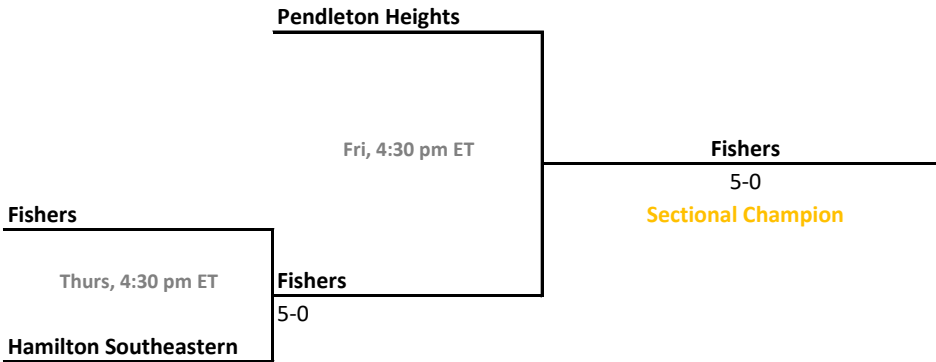 Pendleton Heights
Fri, 4:30 pm ET
Fishers
5-0
Sectional Champion
Fishers
Thurs, 4:30 pm ET
Fishers
5-0
Hamilton Southeastern